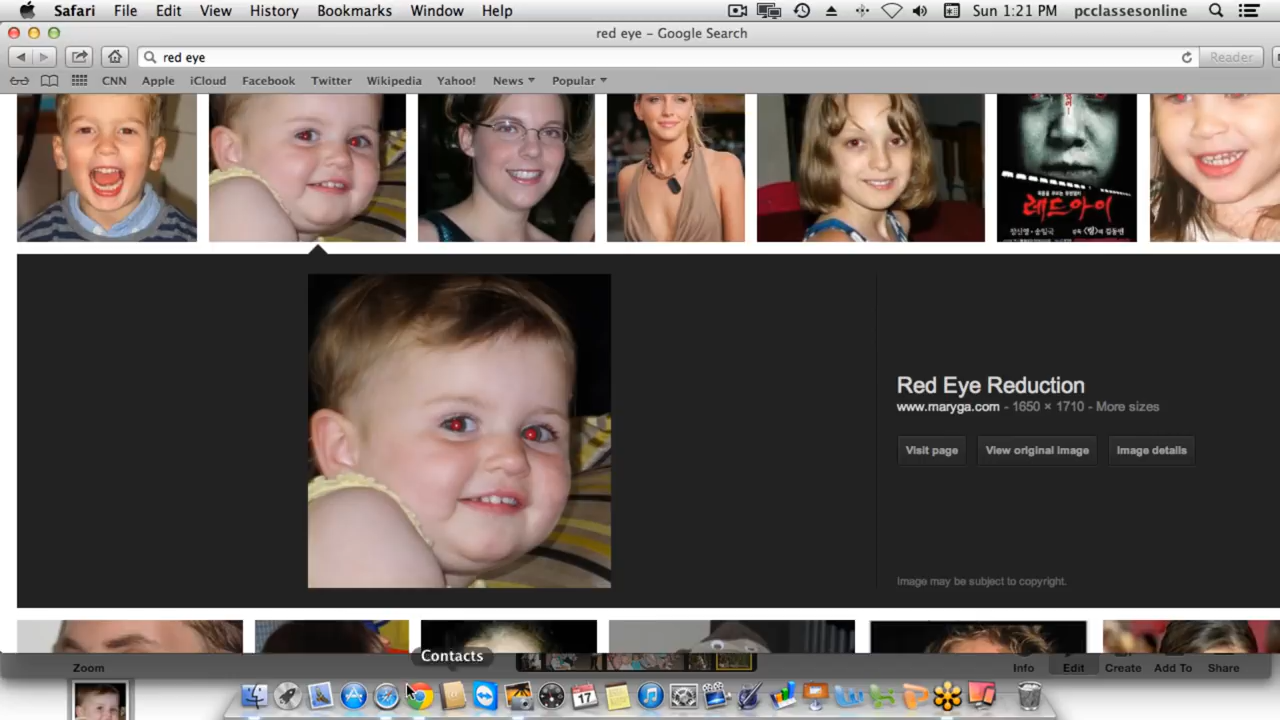 Safari File Edit View History Bookmarks Window Help Sun 1:21 PM pcclassesonline
red eye – Google Search
red eye Reader
CNN Apple iCloud Facebook Twitter Wikipedia Yahoo! News Popular
레드아이
Red Eye Reduction
www.maryga.com - 1650 × 1710 - More sizes
Visit page View original image Image details
Image may be subject to copyright.
Contacts
Zoom Info Edit Create Add To Share
17